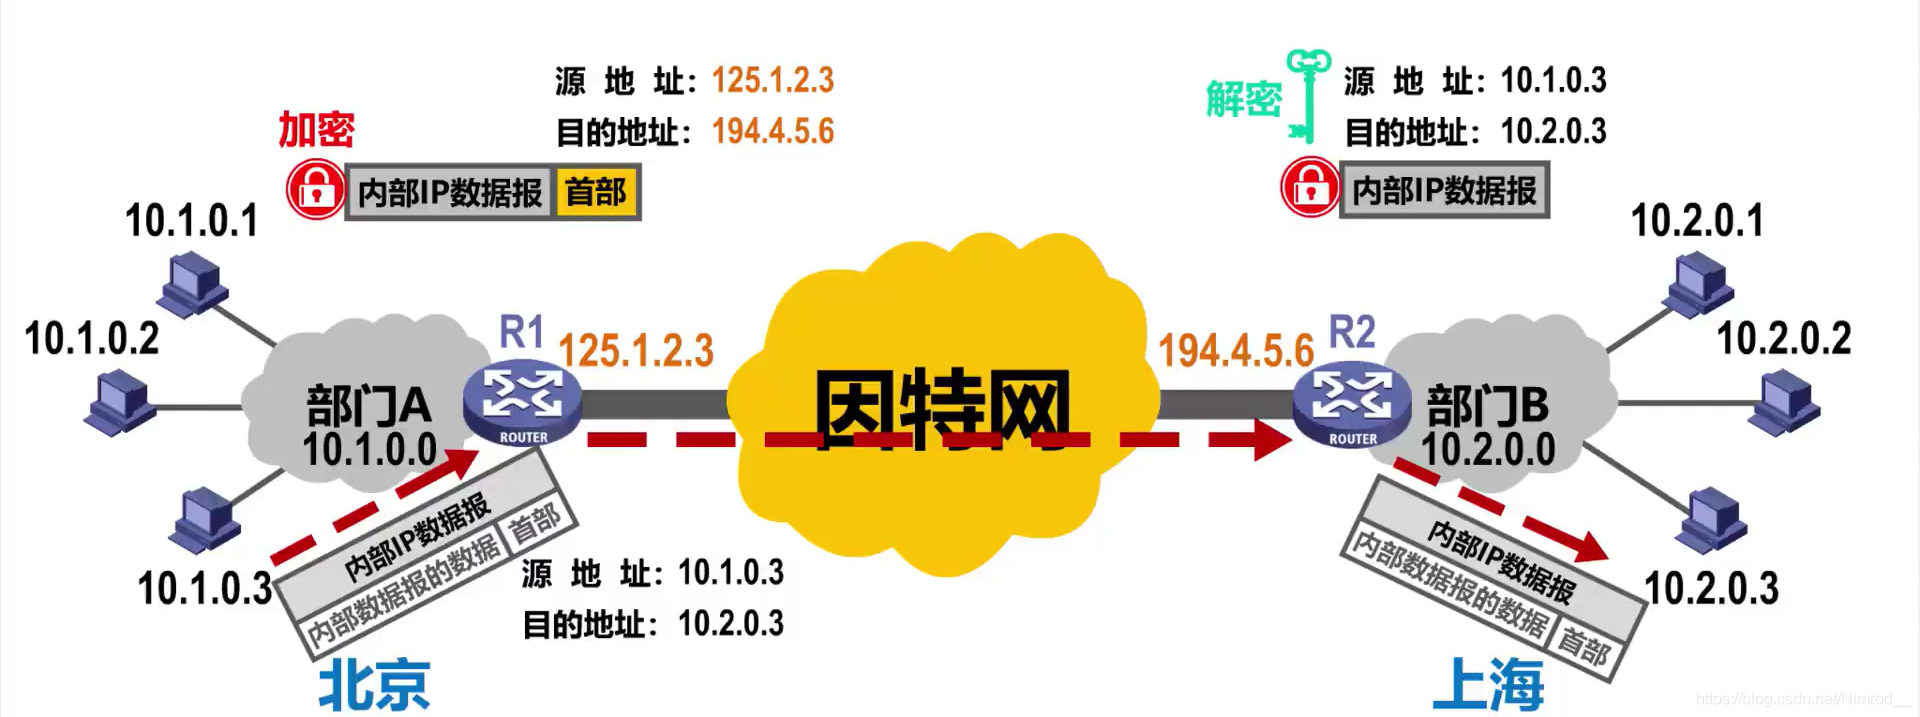 源 地 址：125.1.2.3
目的地址：194.4.5.6
加密
内部IP数据报 首部
解密
源 地 址：10.1.0.3
目的地址：10.2.0.3
内部IP数据报
10.1.0.1
10.1.0.2
10.1.0.3
部门A
10.1.0.0
R1
ROUTER
125.1.2.3
因特网
194.4.5.6
R2
ROUTER
部门B
10.2.0.0
10.2.0.1
10.2.0.2
10.2.0.3
内部IP数据报
内部数据报的数据 首部
源 地 址：10.1.0.3
目的地址：10.2.0.3
北京
内部IP数据报
内部数据报的数据 首部
上海
https://blog.csdn.net/Nimrod__